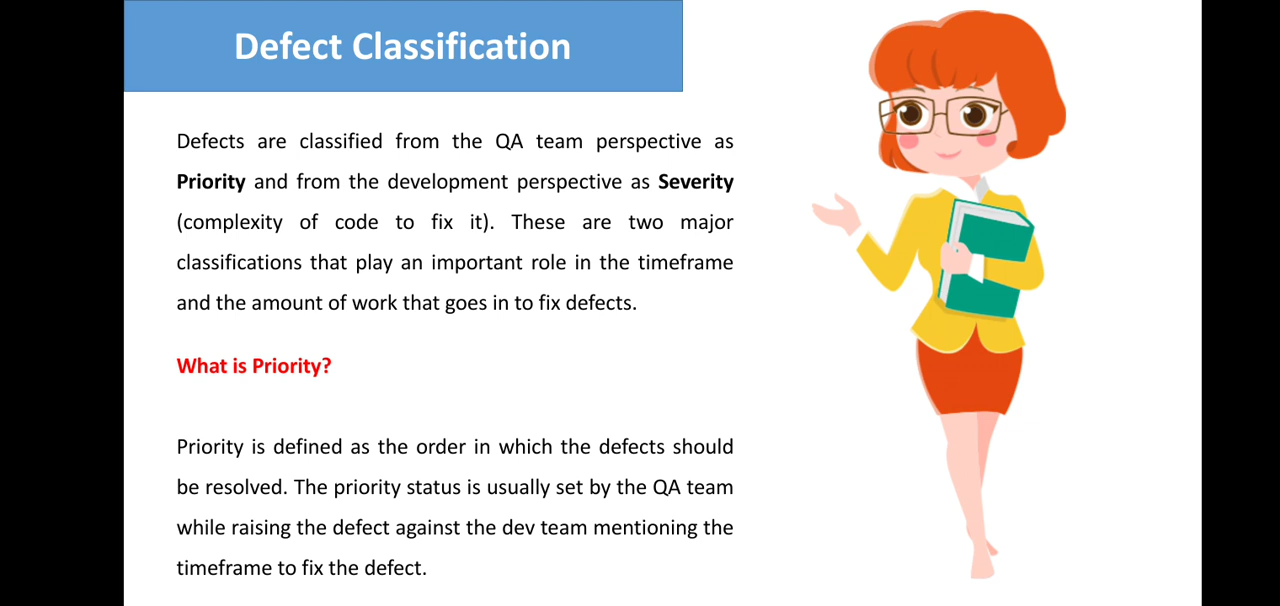 Defect Classification
Defects are classified from the QA team perspective as
Priority and from the development perspective as Severity
(complexity of code to fix it). These are two major
classifications that play an important role in the timeframe
and the amount of work that goes in to fix defects.
What is Priority?
Priority is defined as the order in which the defects should
be resolved. The priority status is usually set by the QA team
while raising the defect against the dev team mentioning the
timeframe to fix the defect.